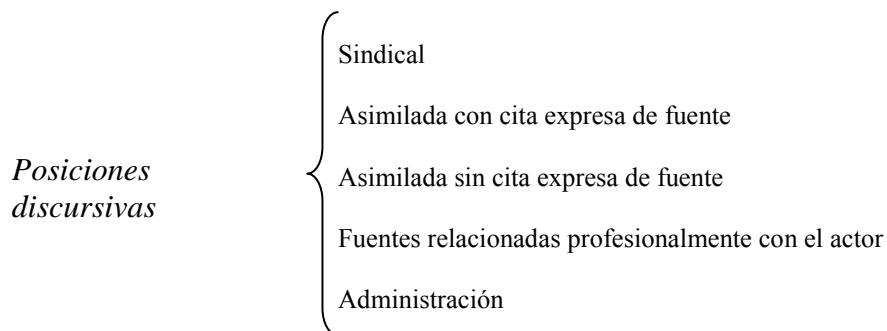 Posiciones
discursivas
Sindical
Asimilada con cita expresa de fuente
Asimilada sin cita expresa de fuente
Fuentes relacionadas profesionalmente con el actor
Administración